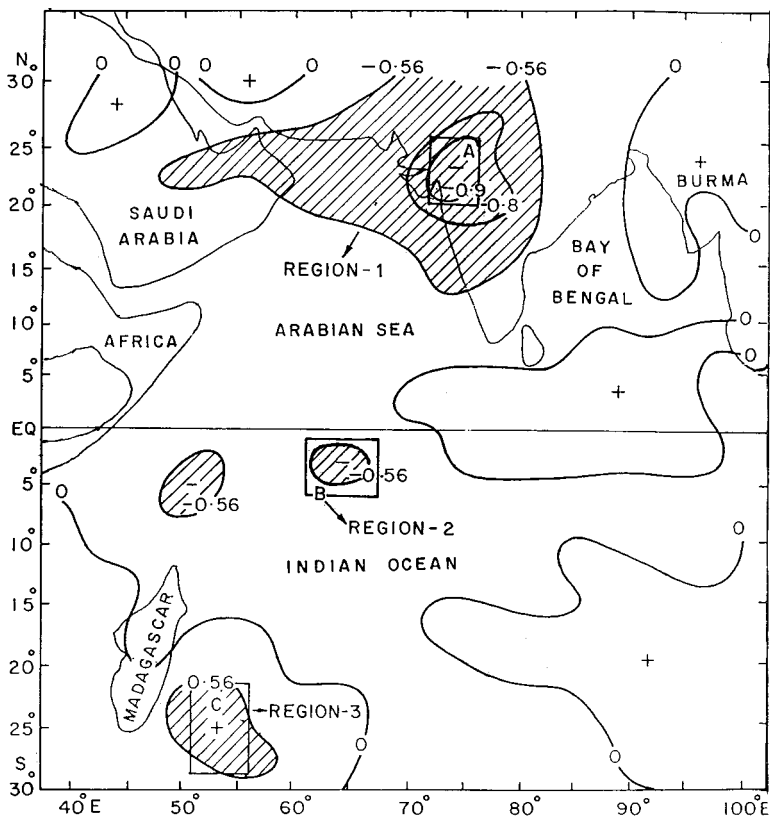 N.
0 0 0 0 -0.56 -0.56 0
30°
+ +
25°
A
-
-0.9
-0.8
+
BURMA
20°
SAUDI
ARABIA
0
15°
REGION-1
BAY
OF
BENGAL
10°
AFRICA
ARABIAN SEA
0
0
5°
+
EQ
-
-0.56
-
-0.56
5°
B
0
REGION-2
10°
INDIAN OCEAN
0
15°
MADAGASCAR
20°
+
0.56
C
REGION-3
+
25°
0
0
S.
30°
40°E 50° 60° 70° 80° 90° 100°E